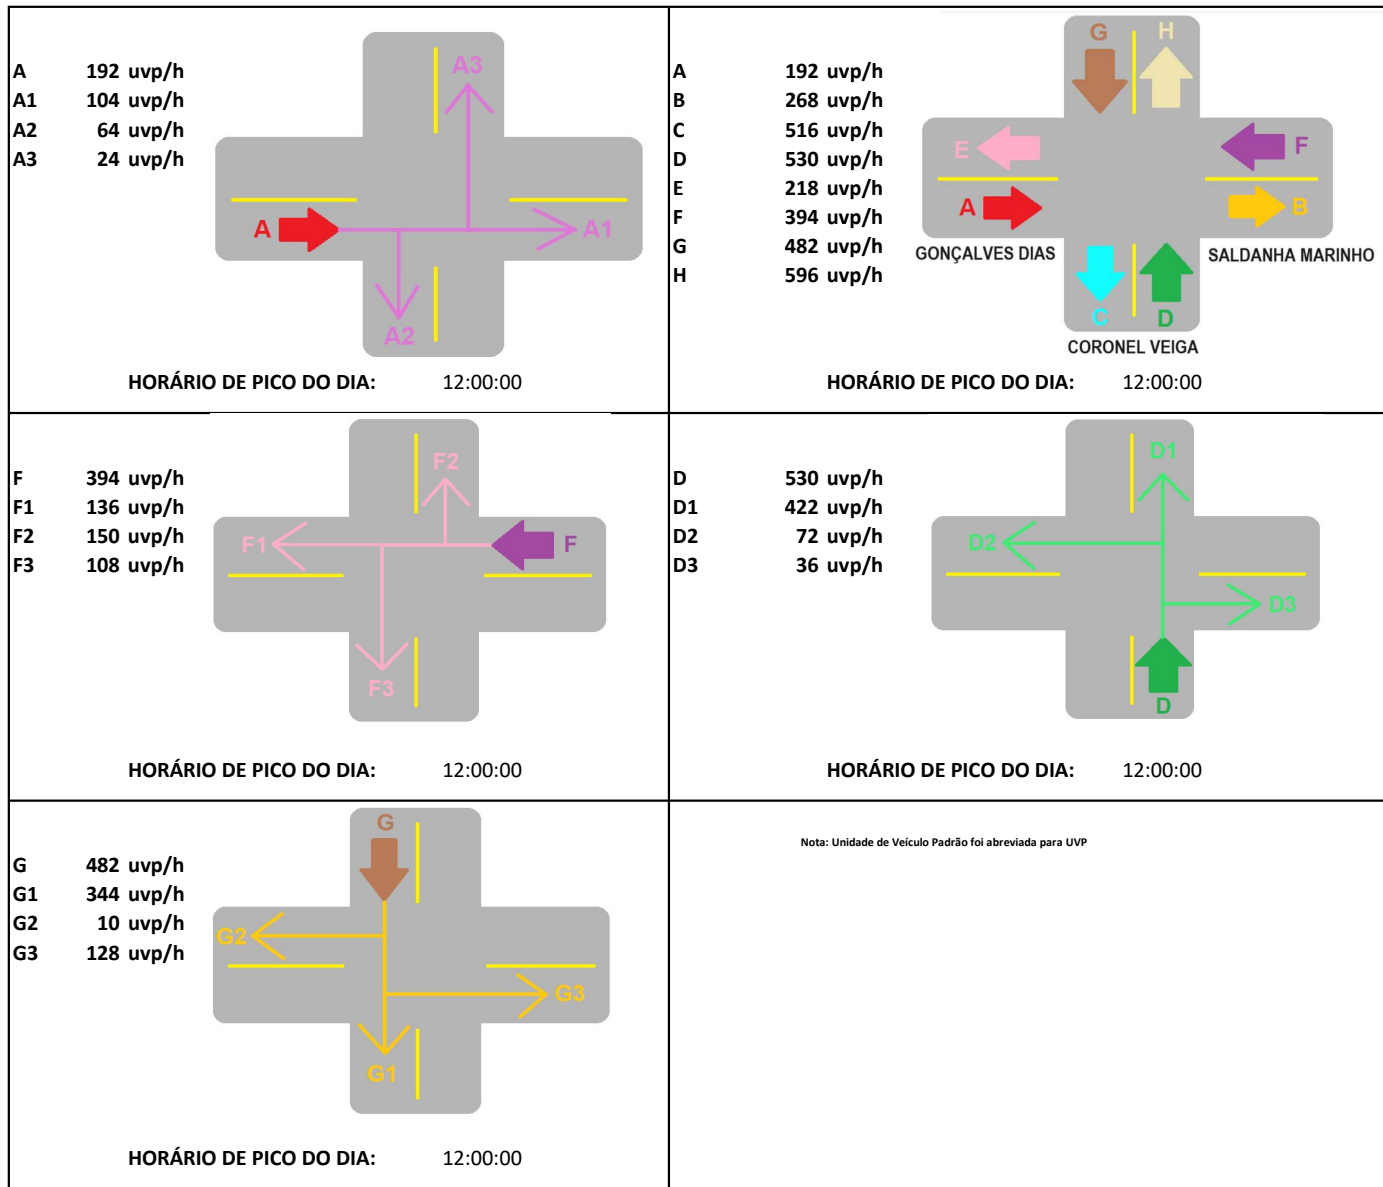 A 192 uvp/h
A1 104 uvp/h
A2 64 uvp/h
A3 24 uvp/h
A3
A
A1
A2
HORÁRIO DE PICO DO DIA: 12:00:00
A 192 uvp/h
B 268 uvp/h
C 516 uvp/h
D 530 uvp/h
E 218 uvp/h
F 394 uvp/h
G 482 uvp/h
H 596 uvp/h
G H
E F
A B
GONÇALVES DIAS SALDANHA MARINHO
C D
CORONEL VEIGA
HORÁRIO DE PICO DO DIA: 12:00:00
F 394 uvp/h
F1 136 uvp/h
F2 150 uvp/h
F3 108 uvp/h
F2
F1 F
F3
HORÁRIO DE PICO DO DIA: 12:00:00
D 530 uvp/h
D1 422 uvp/h
D2 72 uvp/h
D3 36 uvp/h
D1
D2
D3
D
HORÁRIO DE PICO DO DIA: 12:00:00
G 482 uvp/h
G1 344 uvp/h
G2 10 uvp/h
G3 128 uvp/h
G
G2
G3
G1
HORÁRIO DE PICO DO DIA: 12:00:00
Nota: Unidade de Veículo Padrão foi abreviada para UVP